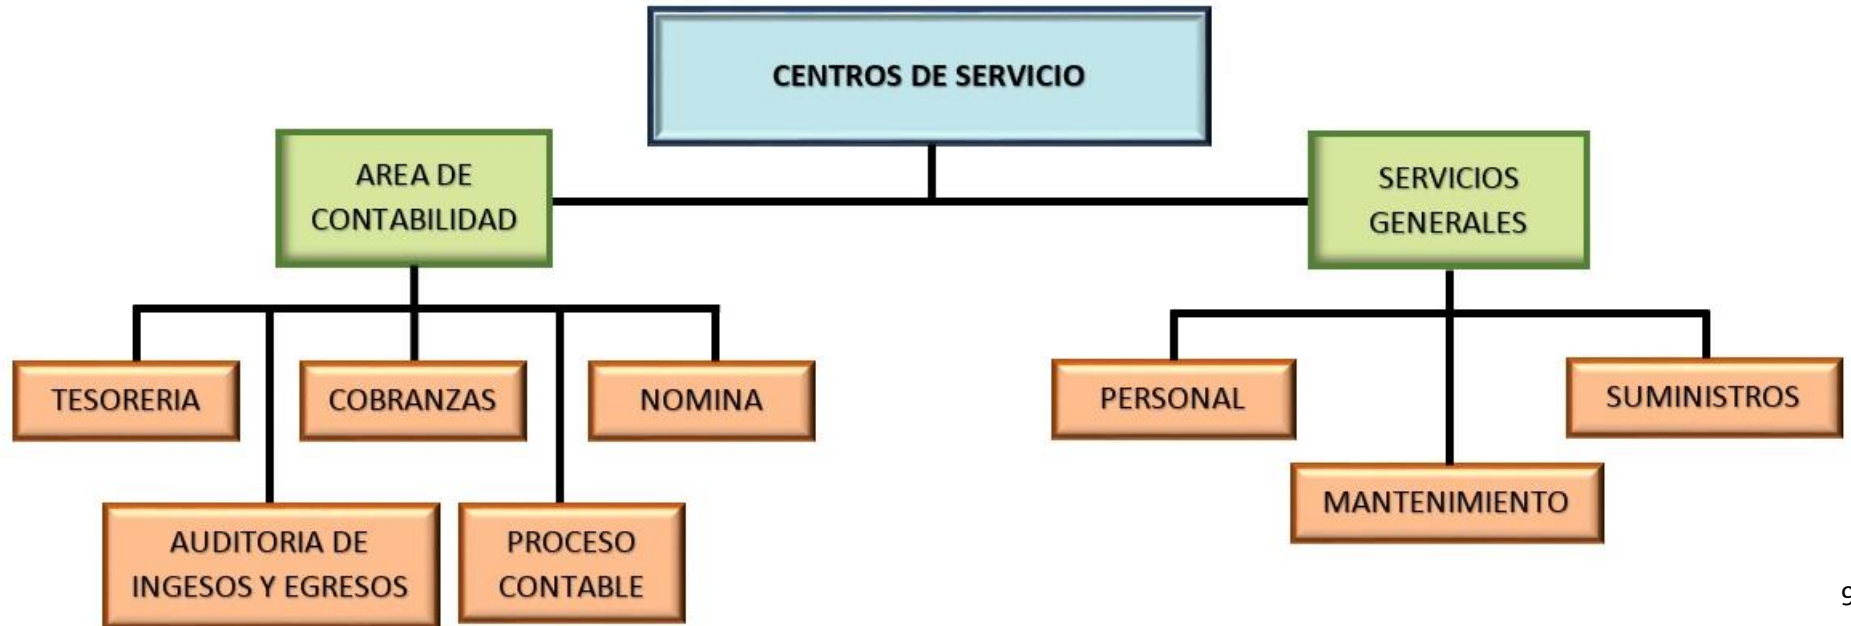 CENTROS DE SERVICIO
AREA DE
CONTABILIDAD
SERVICIOS
GENERALES
TESORERIA
COBRANZAS
NOMINA
PERSONAL
SUMINISTROS
MANTENIMIENTO
AUDITORIA DE
INGESOS Y EGRESOS
PROCESO
CONTABLE
9